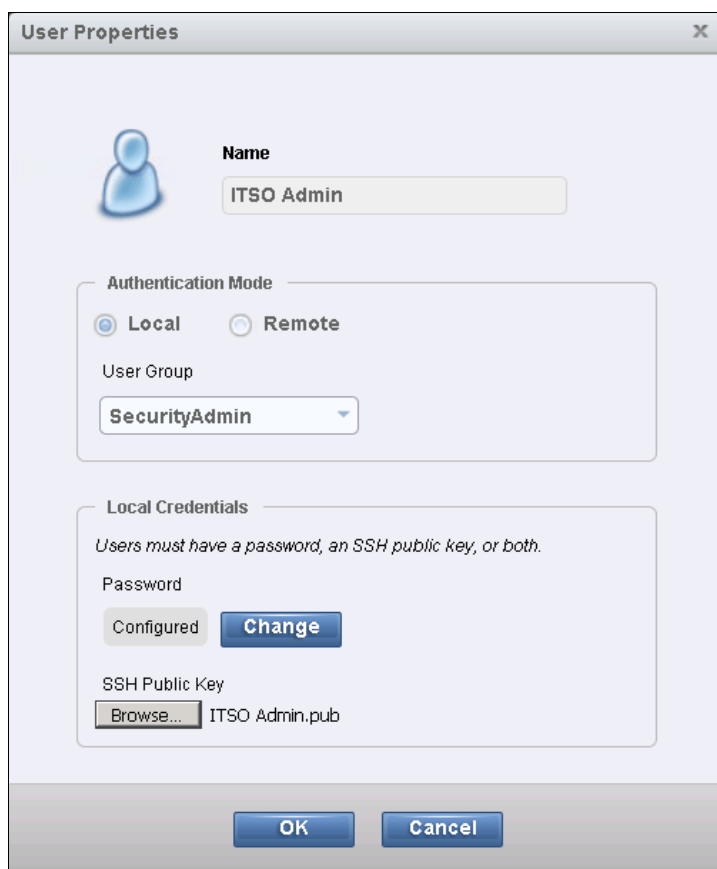 User Properties
x
Name
ITSO Admin
Authentication Mode
Local Remote
User Group
SecurityAdmin
Local Credentials
Users must have a password, an SSH public key, or both.
Password
Configured Change
SSH Public Key
Browse... ITSO Admin.pub
OK Cancel